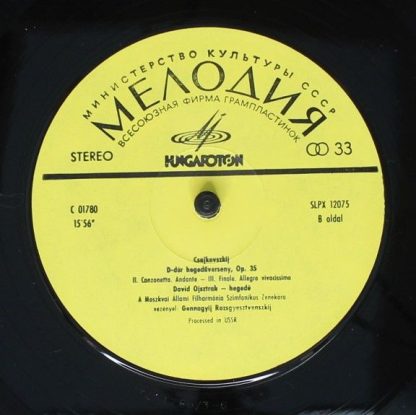 МИНИСТЕРСТВО КУЛЬТУРЫ СССР
МЕЛОДИЯ
ВСЕСОЮЗНАЯ ФИРМА ГРАМПЛАСТИНОК
STEREO
33
HUNGAROTON
C 01780
SLPX 12075
15'56"
B oldal
Csajkovszkij
D-dúr hegedűverseny, Op. 35
II. Canzonetta. Andante – III. Finale. Allegro vivacissimo
David Ojsztrah – hegedű
A Moszkvai Állami Filharmónia Szimfonikus Zenekara
vezényel: Gennagyij Rozsgyesztvenszkij
Processed in USSR